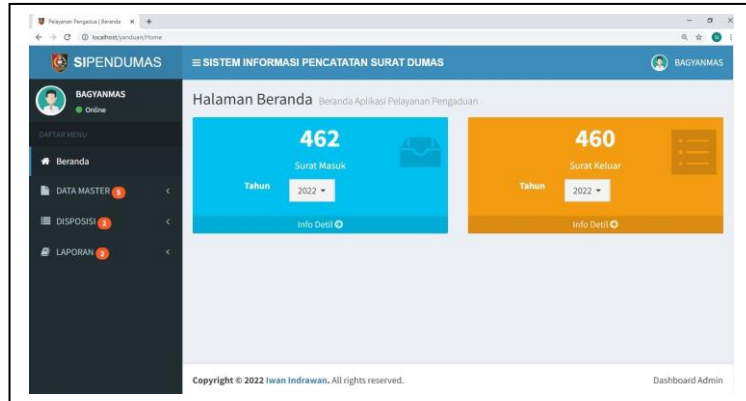 Pelayanan Pengadua | Beranda
localhost/yanduan/Home
SIPENDUMAS
SISTEM INFORMASI PENCATATAN SURAT DUMAS
BAGYANMAS
BAGYANMAS
Online
DAFTAR MENU
Beranda
DATA MASTER 5
DISPOSISI 2
LAPORAN 2
Halaman Beranda Beranda Aplikasi Pelayanan Pengaduan
462
Surat Masuk
Tahun 2022
Info Detil
460
Surat Keluar
Tahun 2022
Info Detil
Copyright © 2022 Iwan Indrawan. All rights reserved.
Dashboard Admin